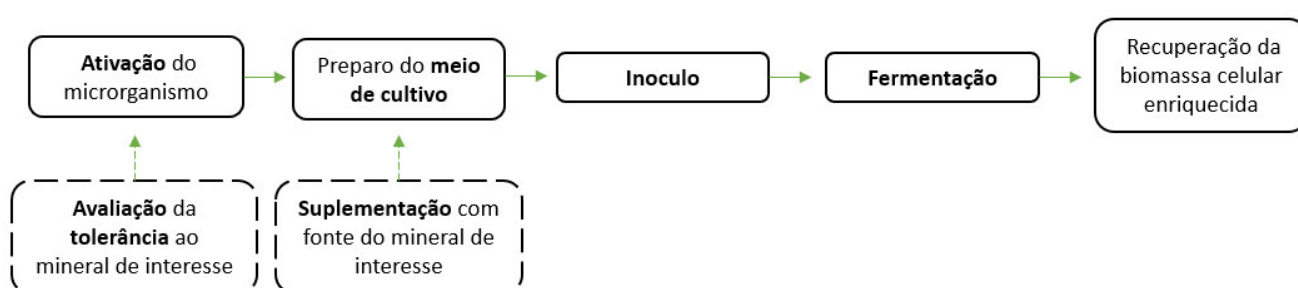 Ativação do
microrganismo
Preparo do meio
de cultivo
Inoculo
Fermentação
Recuperação da
biomassa celular
enriquecida
Avaliação da
tolerância ao
mineral de interesse
Suplementação com
fonte do mineral de
interesse